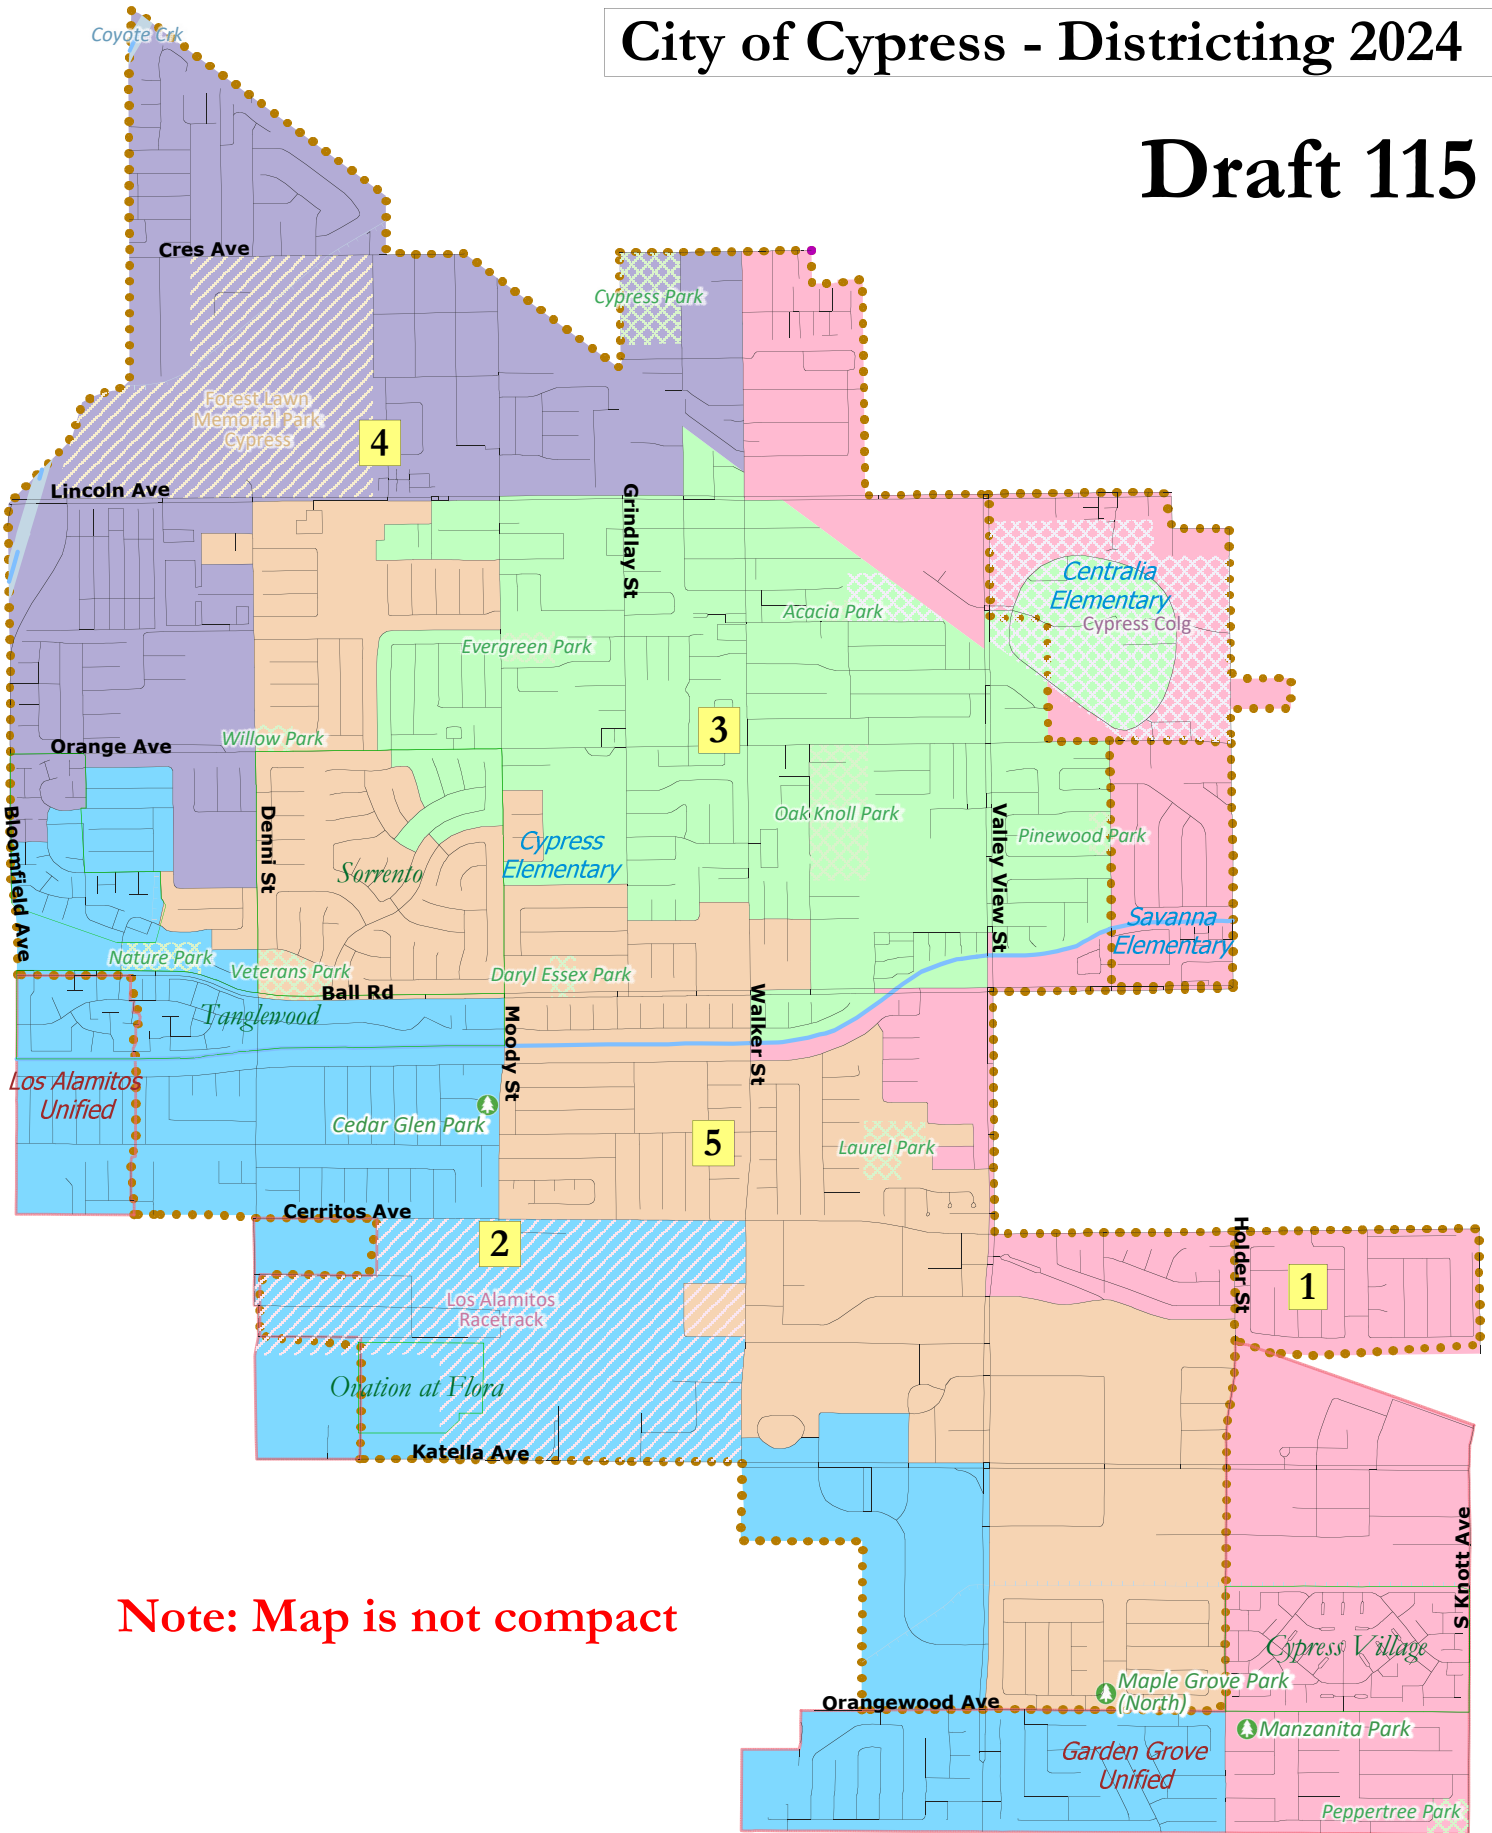 City of Cypress - Districting 2024
Draft 115
Coyote Crk
Cres Ave
Cypress Park
Forest Lawn
Memorial Park
Cypress
4
Lincoln Ave
Grindlay St
Centralia
Elementary
Cypress Colg
Acacia Park
Evergreen Park
3
Willow Park
Orange Ave
Bloomfield Ave
Denni St
Oak Knoll Park
Valley View St
Pinewood Park
Cypress
Elementary
Sorrento
Savanna
Elementary
Nature Park
Veterans Park
Daryl Essex Park
Ball Rd
Tanglewood
Walker St
Moody St
Los Alamitos
Unified
Cedar Glen Park
5
Laurel Park
Cerritos Ave
2
Holder St
1
Los Alamitos
Racetrack
Ovation at Flora
Katella Ave
S Knott Ave
Note: Map is not compact
Cypress Village
Maple Grove Park
(North)
Orangewood Ave
Manzanita Park
Garden Grove
Unified
Peppertree Park